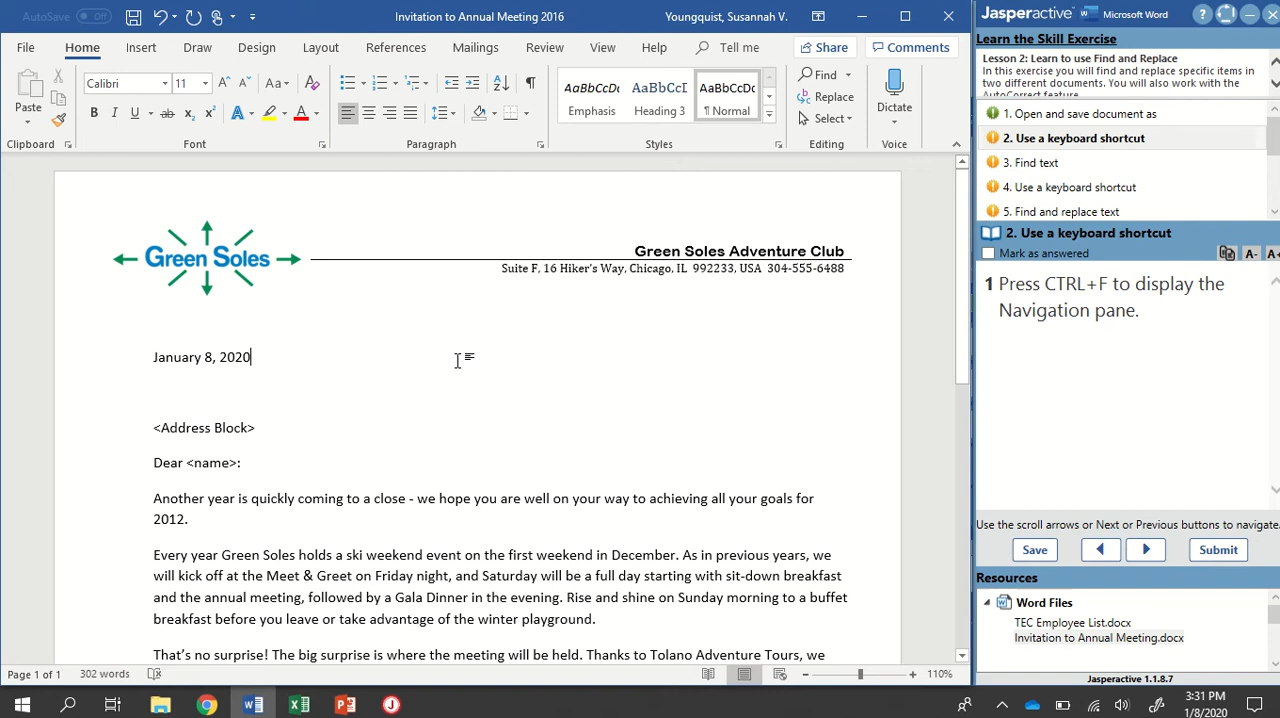 AutoSave Off
Invitation to Annual Meeting 2016
Youngquist, Susannah V.
File Home Insert Draw Design Layout References Mailings Review View Help Tell me Share Comments
Paste
Calibri 11 Aa A A
B I U ab x₂ x² A A
AaBbCcDc AaBbCcI AaBbCcDc
Emphasis Heading 3 ¶ Normal
Find
Replace
Select
Dictate
Clipboard Font Paragraph Styles Editing Voice
Green Soles
Green Soles Adventure Club
Suite F, 16 Hiker's Way, Chicago, IL 992233, USA 304-555-6488
January 8, 2020
<Address Block>
Dear <name>:
Another year is quickly coming to a close - we hope you are well on your way to achieving all your goals for
2012.
Every year Green Soles holds a ski weekend event on the first weekend in December. As in previous years, we
will kick off at the Meet & Greet on Friday night, and Saturday will be a full day starting with sit-down breakfast
and the annual meeting, followed by a Gala Dinner in the evening. Rise and shine on Sunday morning to a buffet
breakfast before you leave or take advantage of the winter playground.
That's no surprise! The big surprise is where the meeting will be held. Thanks to Tolano Adventure Tours, we
Page 1 of 1 302 words
110%
Jasperactive Microsoft Word
Learn the Skill Exercise
Lesson 2: Learn to use Find and Replace
In this exercise you will find and replace specific items in
two different documents. You will also work with the
AutoCorrect feature.
1. Open and save document as
2. Use a keyboard shortcut
3. Find text
4. Use a keyboard shortcut
5. Find and replace text
2. Use a keyboard shortcut
Mark as answered
A- A+
1 Press CTRL+F to display the
Navigation pane.
Use the scroll arrows or Next or Previous buttons to navigate.
Save Submit
Resources
Word Files
TEC Employee List.docx
Invitation to Annual Meeting.docx
Jasperactive 1.1.8.7
3:31 PM
1/8/2020